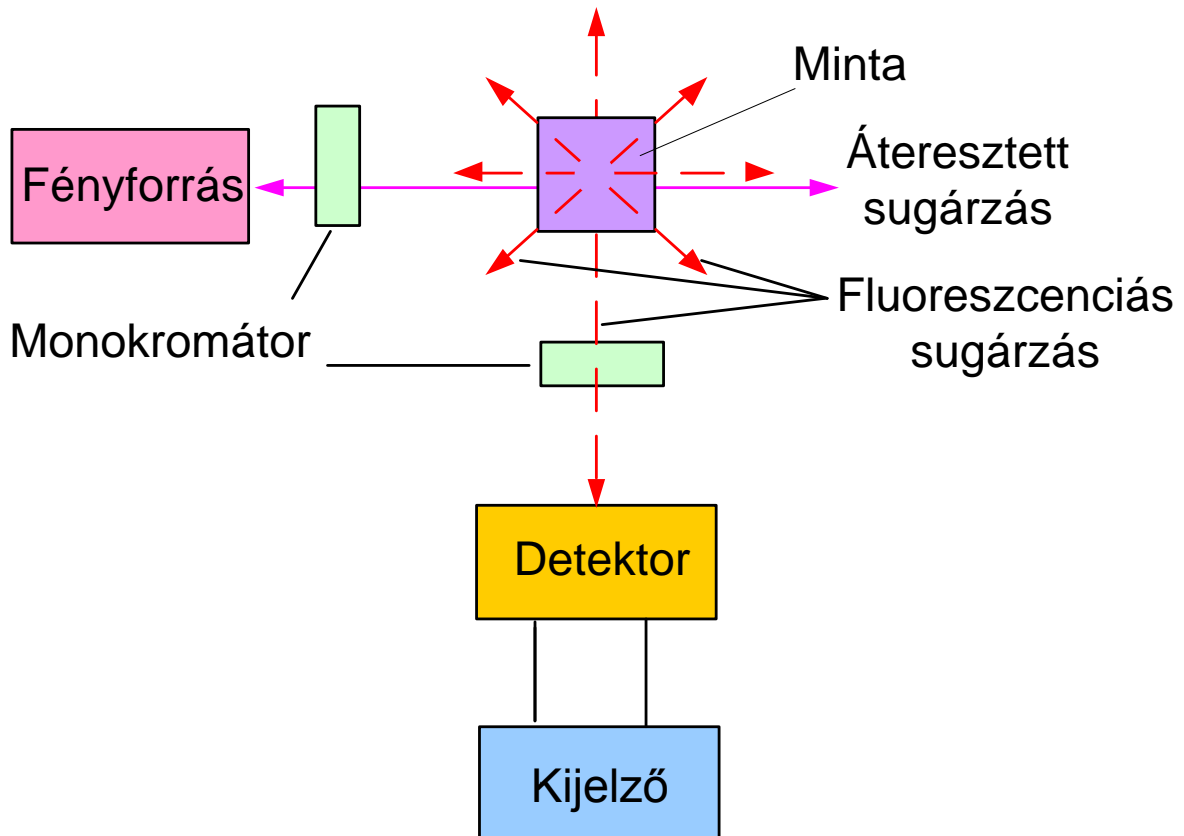 Minta
Fényforrás
Áteresztett
sugárzás
Monokromátor
Fluoreszcenciás
sugárzás
Detektor
Kijelző